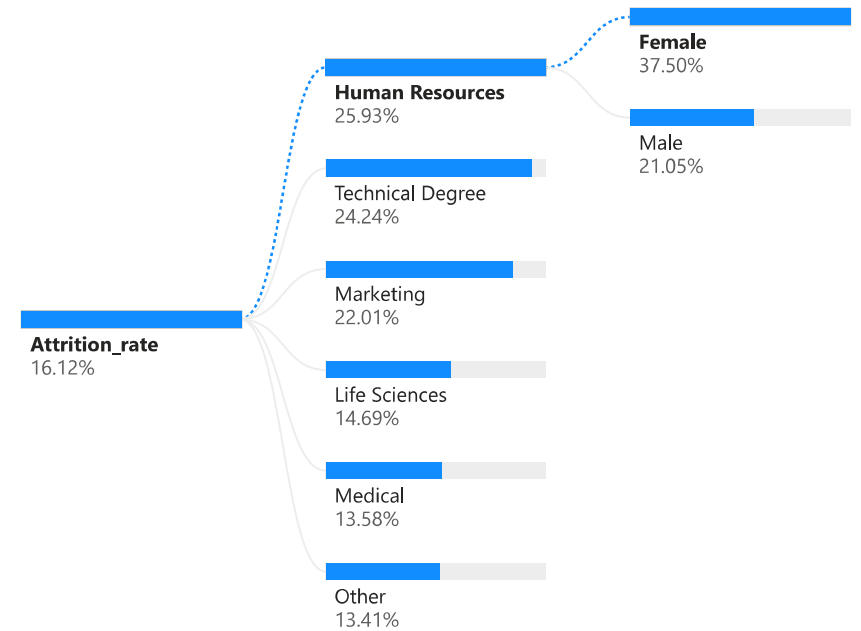 Attrition_rate
16.12%
Human Resources
25.93%
Technical Degree
24.24%
Marketing
22.01%
Life Sciences
14.69%
Medical
13.58%
Other
13.41%
Female
37.50%
Male
21.05%